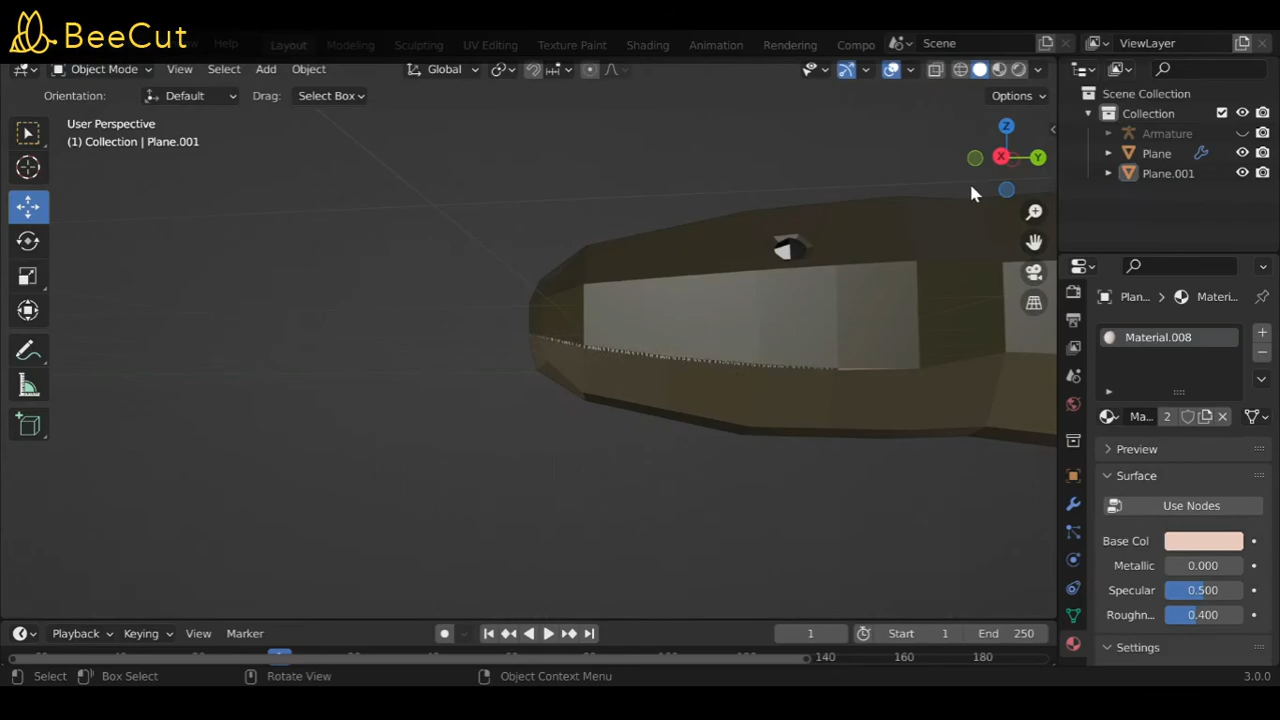 BeeCut
Help
Layout
Modeling
Sculpting
UV Editing
Texture Paint
Shading
Animation
Rendering
Compo
Scene
ViewLayer
Object Mode
View
Select
Add
Object
Global
Orientation:
Default
Drag:
Select Box
Options
User Perspective
(1) Collection | Plane.001
Z
X
Y
Scene Collection
Collection
Armature
Plane
Plane.001
Plan...
Materi...
Material.008
Ma...
2
Preview
Surface
Use Nodes
Base Col
Metallic
0.000
Specular
0.500
Roughn...
0.400
Settings
Playback
Keying
View
Marker
1
Start
1
End
250
140
160
180
Select
Box Select
Rotate View
Object Context Menu
3.0.0